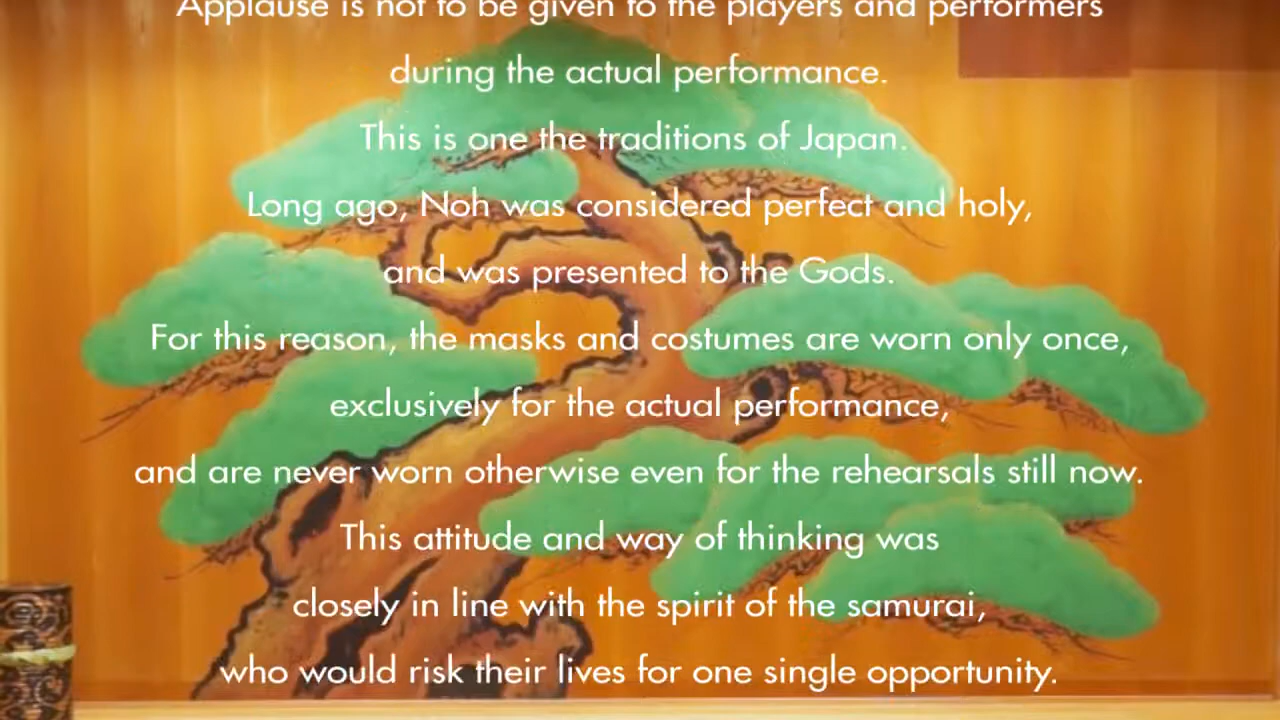 Applause is not to be given to the players and performers
during the actual performance.
This is one the traditions of Japan.
Long ago, Noh was considered perfect and holy,
and was presented to the Gods.
For this reason, the masks and costumes are worn only once,
exclusively for the actual performance,
and are never worn otherwise even for the rehearsals still now.
This attitude and way of thinking was
closely in line with the spirit of the samurai,
who would risk their lives for one single opportunity.